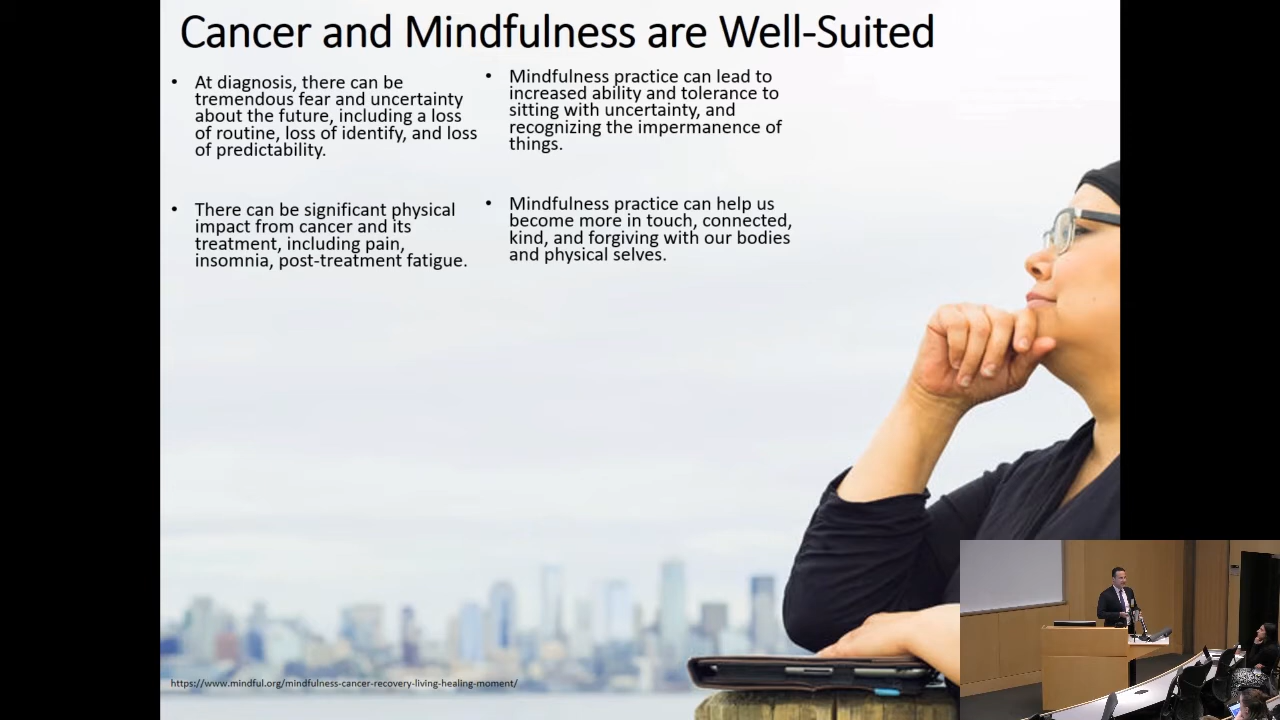 Cancer and Mindfulness are Well-Suited
• At diagnosis, there can be
tremendous fear and uncertainty
about the future, including a loss
of routine, loss of identify, and loss
of predictability.
• There can be significant physical
impact from cancer and its
treatment, including pain,
insomnia, post-treatment fatigue.
• Mindfulness practice can lead to
increased ability and tolerance to
sitting with uncertainty, and
recognizing the impermanence of
things.
• Mindfulness practice can help us
become more in touch, connected,
kind, and forgiving with our bodies
and physical selves.
https://www.mindful.org/mindfulness-cancer-recovery-living-healing-moment/